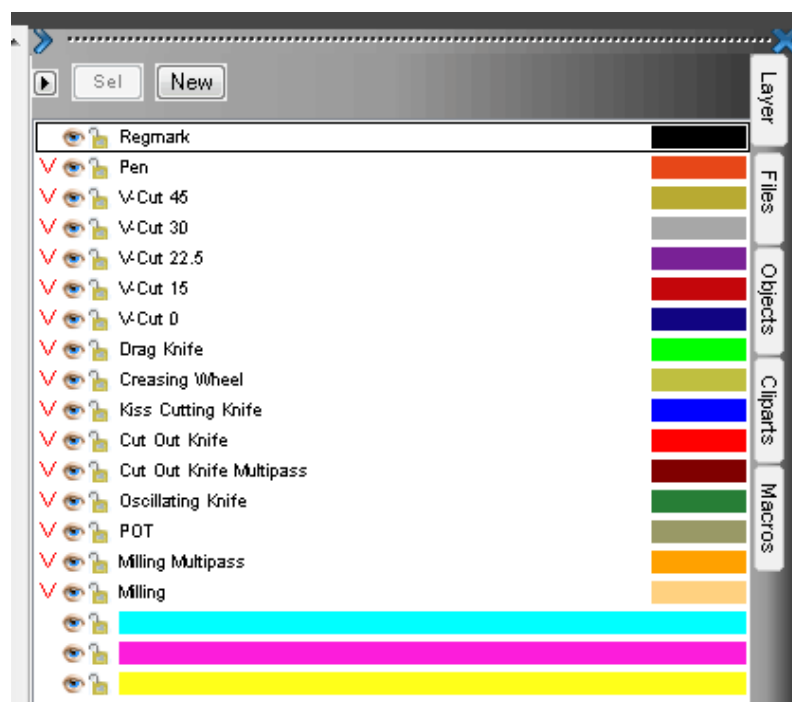 Sel New
Regmark
V Pen
V V-Cut 45
V V-Cut 30
V V-Cut 22.5
V V-Cut 15
V V-Cut 0
V Drag Knife
V Creasing Wheel
V Kiss Cutting Knife
V Cut Out Knife
V Cut Out Knife Multipass
V Oscillating Knife
V POT
V Milling Multipass
V Milling
Layer
Files
Objects
Cliparts
Macros